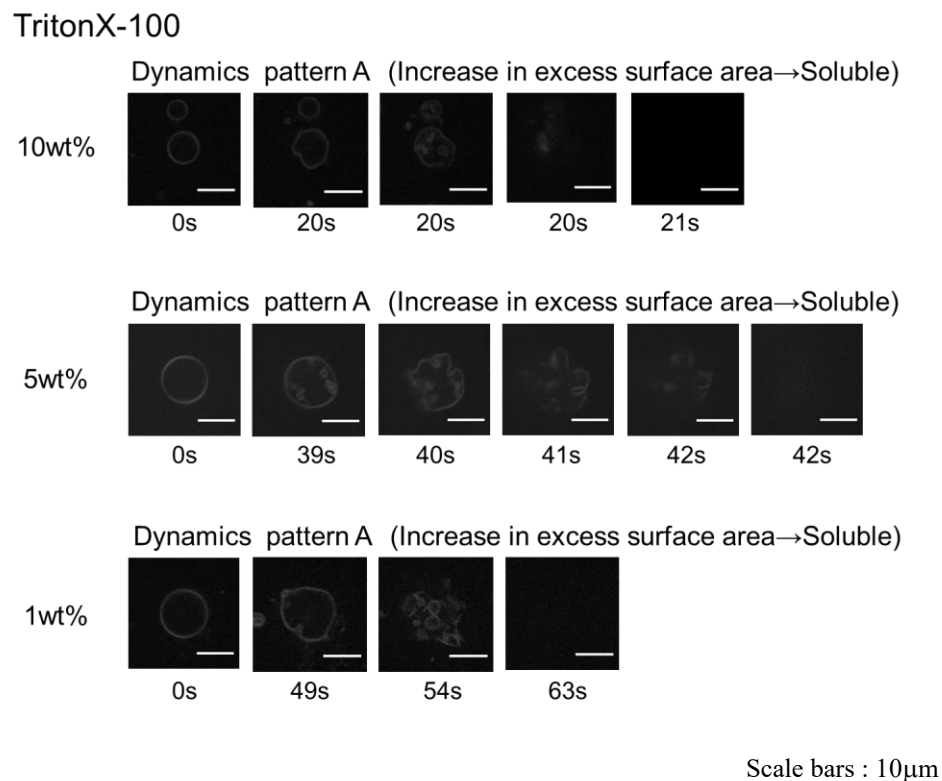 TritonX-100
Dynamics pattern A (Increase in excess surface area→Soluble)
10wt%
0s 20s 20s 20s 21s
Dynamics pattern A (Increase in excess surface area→Soluble)
5wt%
0s 39s 40s 41s 42s 42s
Dynamics pattern A (Increase in excess surface area→Soluble)
1wt%
0s 49s 54s 63s
Scale bars : 10μm